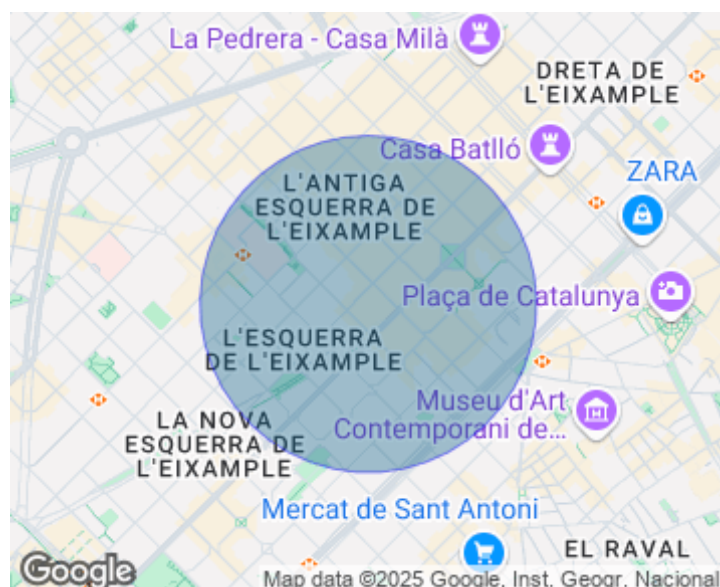 La Pedrera - Casa Milà
DRETA DE
L'EIXAMPLE
Casa Batlló
ZARA
L'ANTIGA
ESQUERRA DE
L'EIXAMPLE
Plaça de Catalunya
L'ESQUERRA
DE L'EIXAMPLE
Museu d'Art
Contemporani de...
LA NOVA
ESQUERRA DE
L'EIXAMPLE
Mercat de Sant Antoni
EL RAVAL
Google
Map data ©2025 Google, Inst. Geogr. Nacional